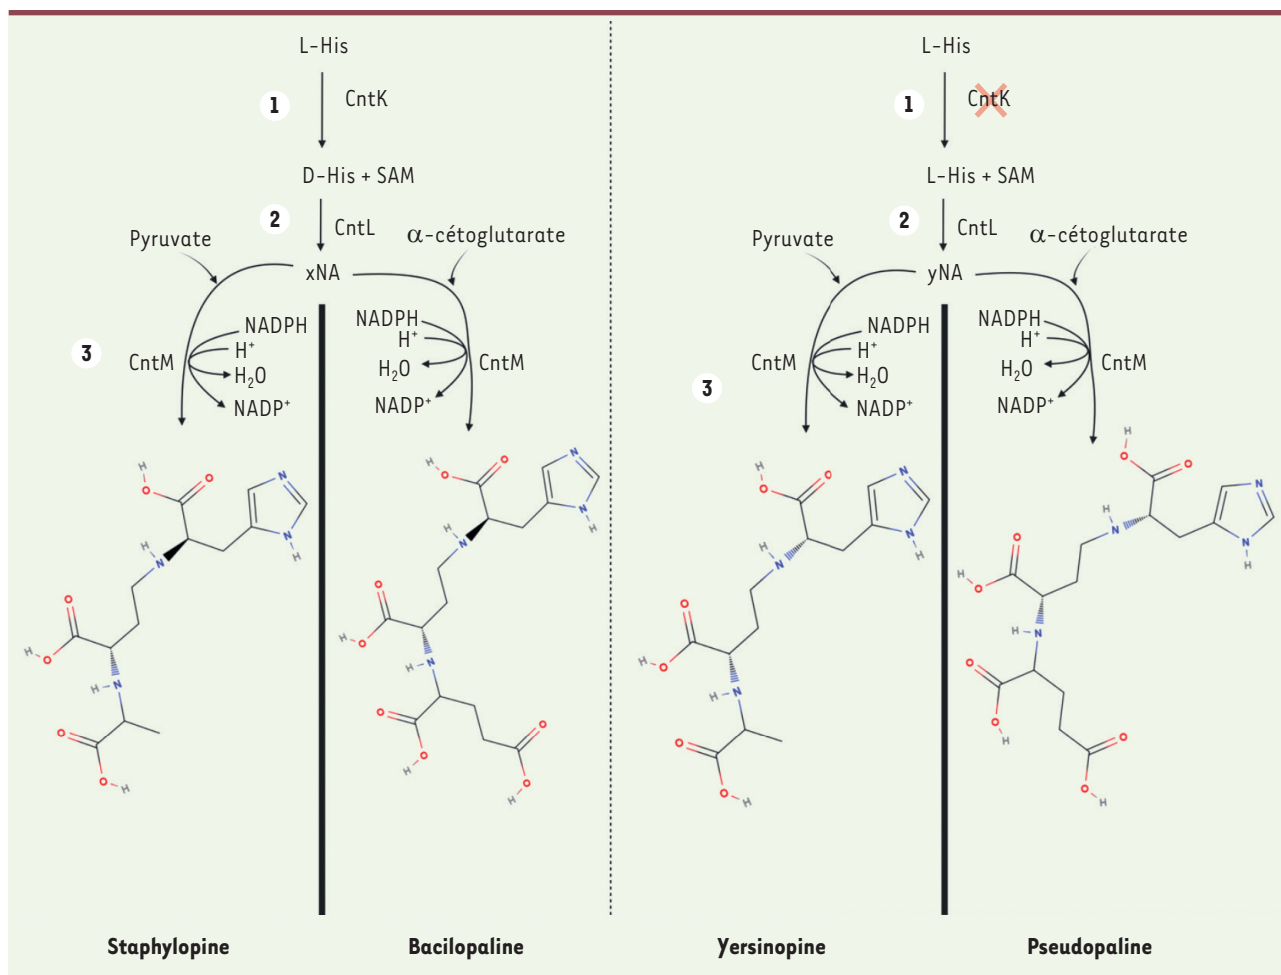 L-His
1
CntK
D-His + SAM
2
CntL
Pyruvate
α-cétoglutarate
xNA
3
CntM
NADPH
H+
H2O
NADP+
NADPH
H+
H2O
NADP+
CntM
H
O
O
N
N
H
N
H
O
O
H
H
N
O
O
H
H
O
O
N
N
H
N
H
O
O
H
H
N
O
O
O
O
H
H
Staphylopine
Bacilopaline
L-His
1
CntK
L-His + SAM
2
CntL
Pyruvate
α-cétoglutarate
yNA
3
CntM
NADPH
H+
H2O
NADP+
NADPH
H+
H2O
NADP+
CntM
H
O
O
N
N
H
N
H
O
O
H
H
N
O
O
H
H
O
O
N
N
H
H
N
O
O
H
H
N
O
O
H
O
O
H
Yersinopine
Pseudopaline